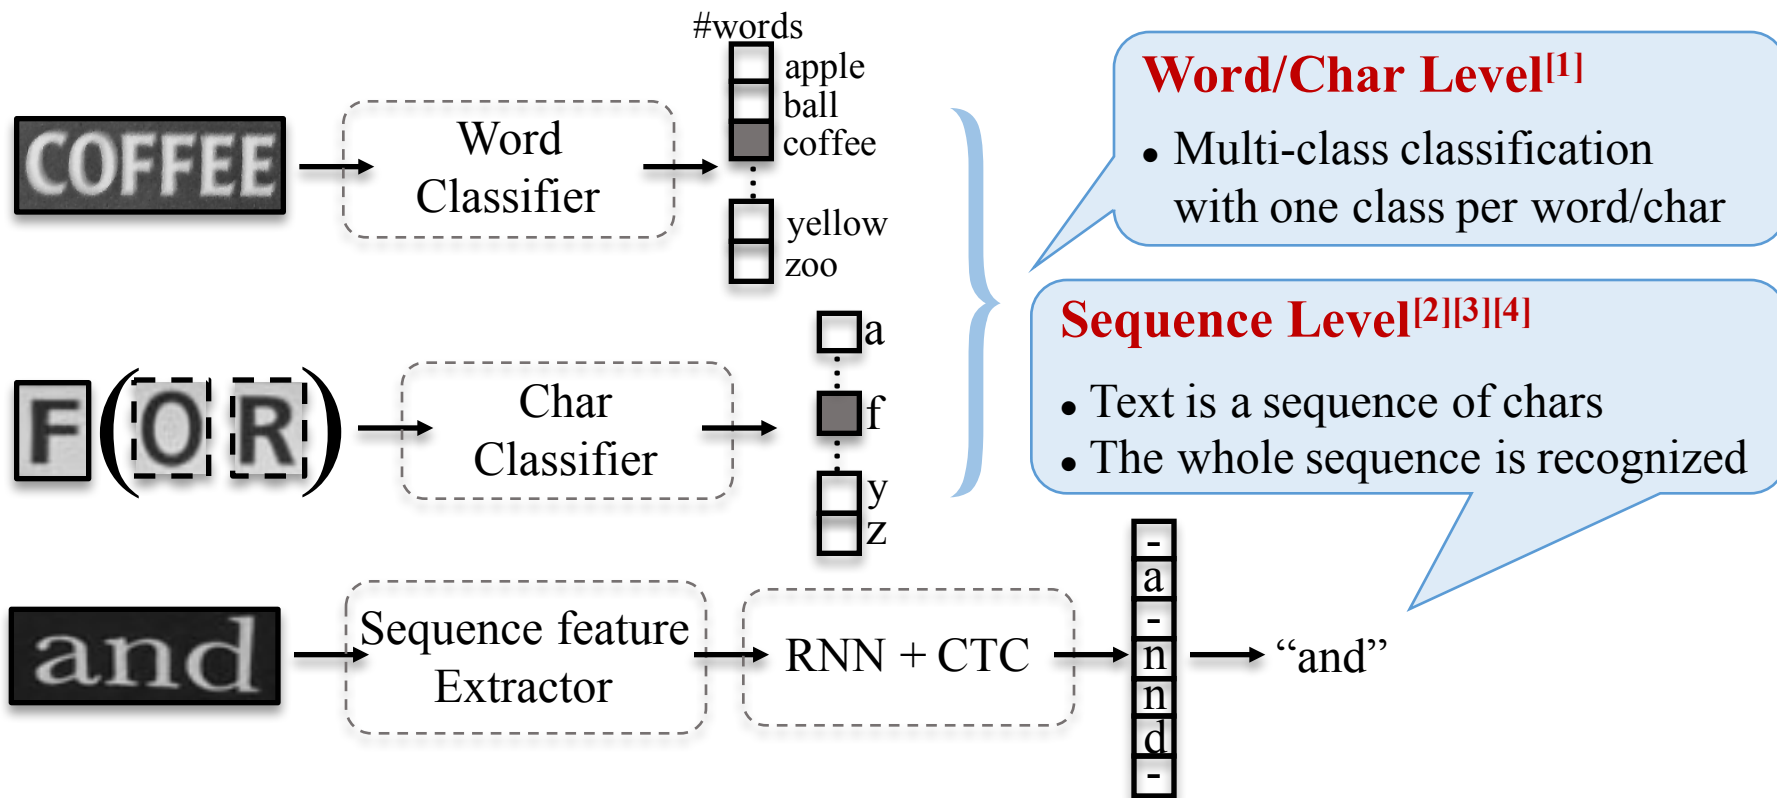 #words
apple
ball
coffee
yellow
zoo
COFFEE
Word
Classifier
Word/Char Level[1]
• Multi-class classification
with one class per word/char
F(OR)
Char
Classifier
a
f
y
z
Sequence Level[2][3][4]
• Text is a sequence of chars
• The whole sequence is recognized
and
Sequence feature
Extractor
RNN + CTC
-
a
-
n
n
d
-
“and”